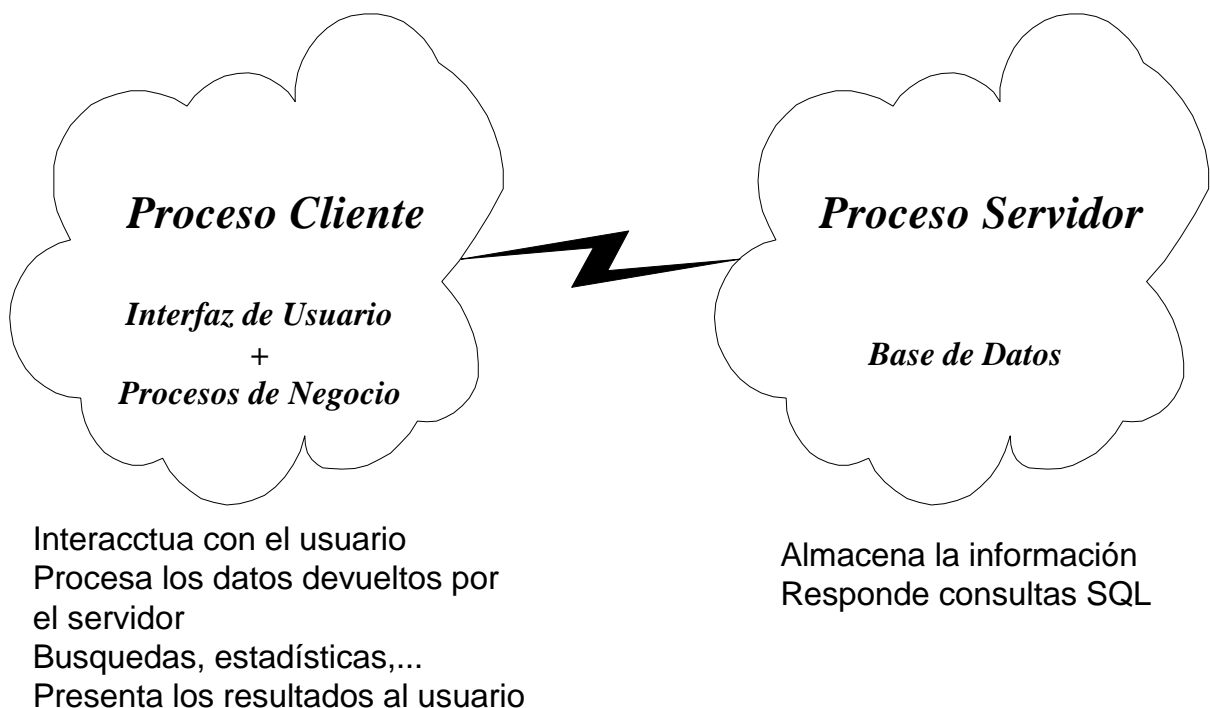 Proceso Cliente
Interfaz de Usuario
+
Procesos de Negocio
Proceso Servidor
Base de Datos
Interacctua con el usuario
Procesa los datos devueltos por
el servidor
Busquedas, estadísticas,...
Presenta los resultados al usuario
Almacena la información
Responde consultas SQL